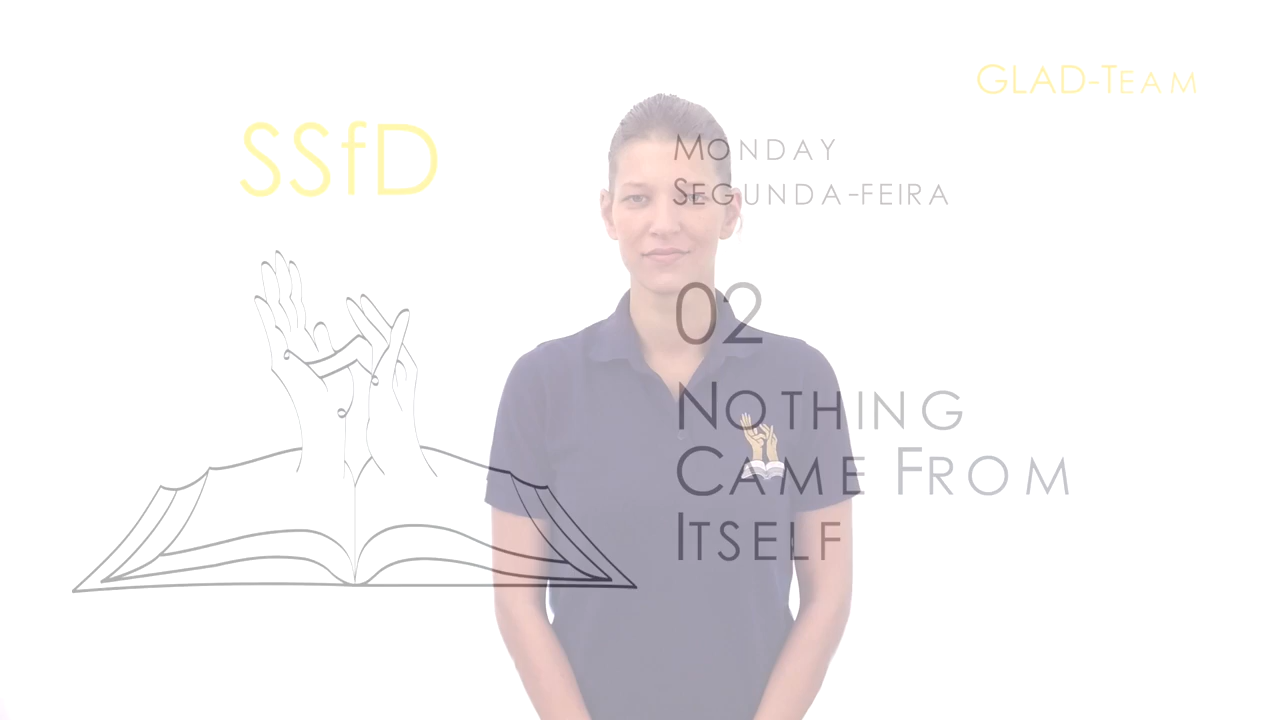 GLAD-Team
SSfD
Monday
Segunda-feira
02
Nothing
Came From
Itself